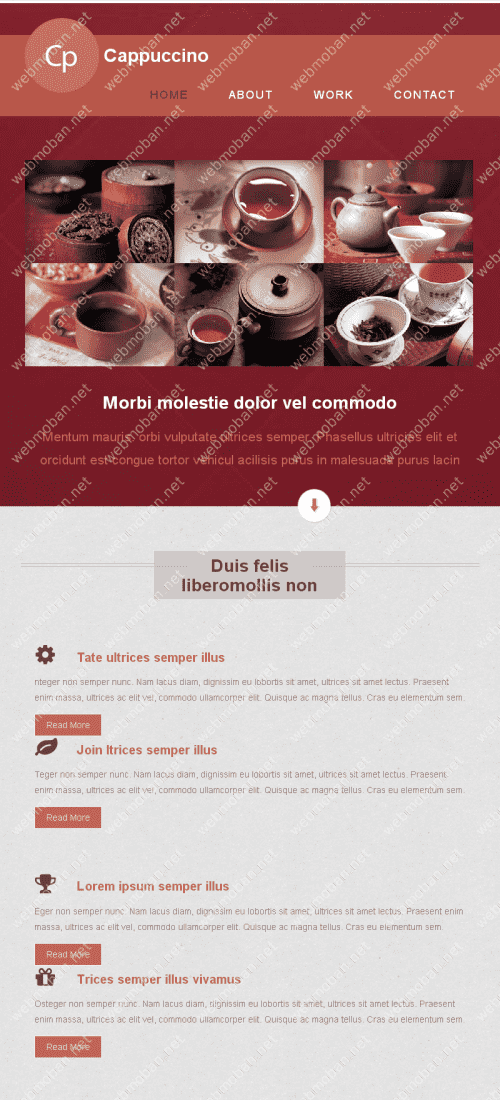 Cp Cappuccino
HOME ABOUT WORK CONTACT
Morbi molestie dolor vel commodo
Mentum mauris orbi vulputate ultrices semper. Phasellus ultricies elit et
orcidunt est congue tortor vehicul acilisis purus in malesuada purus lacin
Duis felis
liberomollis non
Tate ultrices semper illus
nteger non semper nunc. Nam lacus diam, dignissim eu lobortis sit amet, ultrices sit amet lectus. Praesent
enim massa, ultrices ac elit vel, commodo ullamcorper elit. Quisque ac magna tellus. Cras eu elementum sem.
Read More
Join ltrices semper illus
Teger non semper nunc. Nam lacus diam, dignissim eu lobortis sit amet, ultrices sit amet lectus. Praesent
enim massa, ultrices ac elit vel, commodo ullamcorper elit. Quisque ac magna tellus. Cras eu elementum sem.
Read More
Lorem ipsum semper illus
Eger non semper nunc. Nam lacus diam, dignissim eu lobortis sit amet, ultrices sit amet lectus. Praesent enim
massa, ultrices ac elit vel, commodo ullamcorper elit. Quisque ac magna tellus. Cras eu elementum sem.
Read More
Trices semper illus vivamus
Osteger non semper nunc. Nam lacus diam, dignissim eu lobortis sit amet, ultrices sit amet lectus. Praesent
enim massa, ultrices ac elit vel, commodo ullamcorper elit. Quisque ac magna tellus. Cras eu elementum sem.
Read More
webmoban.net